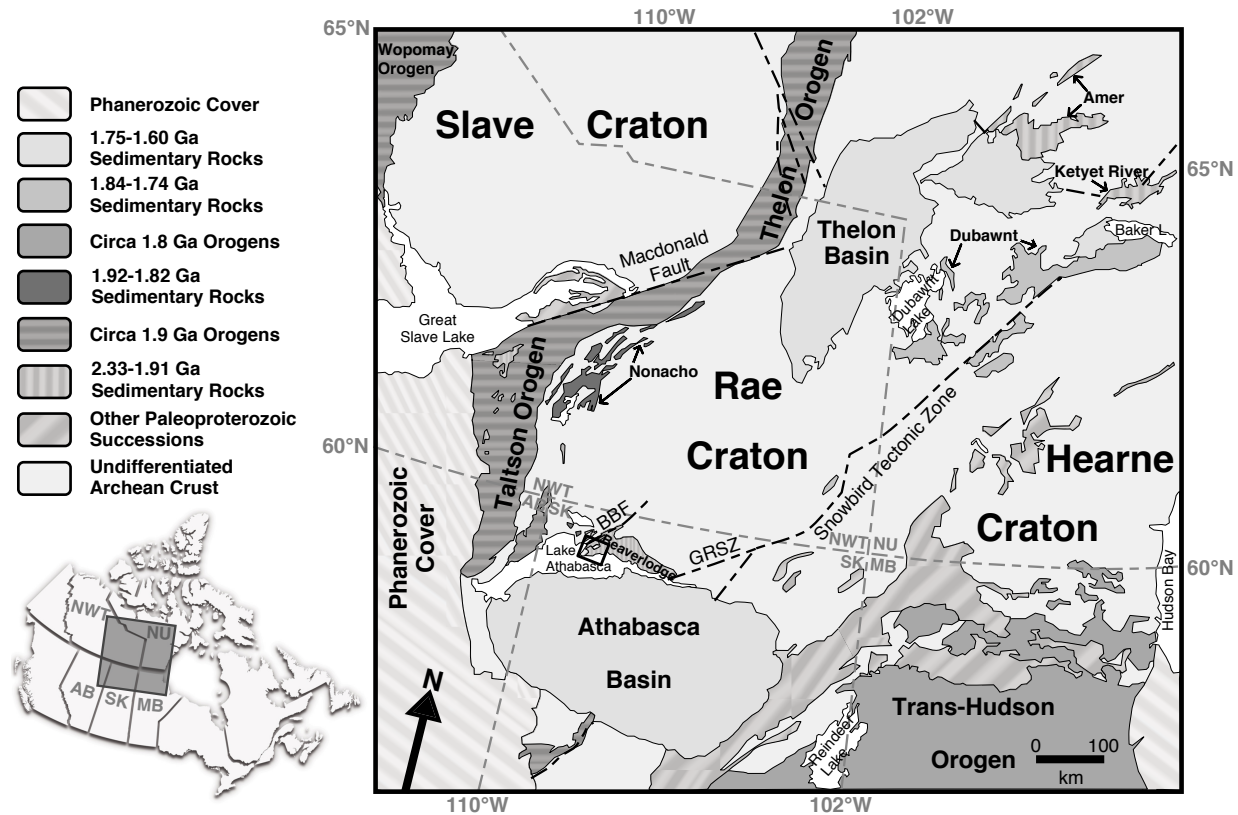 110°W
102°W
65°N
Wopomay
Orogen
Slave Craton
Thelon Orogen
Amer
Ketyet River
65°N
Baker L.
Thelon
Basin
Dubawnt
Dubawnt
Lake
Macdonald
Fault
Great
Slave Lake
Nonacho
Taltson Orogen
Rae
Craton
Snowbird Tectonic Zone
Hearne
Craton
60°N
Phanerozoic
Cover
NWT
AB
SK
BBF
Beaverlodge
GRSZ
Lake
Athabasca
NWT NU
SK MB
60°N
Hudson Bay
Athabasca
Basin
Trans-Hudson
Orogen
Reindeer
Lake
0 100
km
N
110°W
102°W
Phanerozoic Cover
1.75-1.60 Ga
Sedimentary Rocks
1.84-1.74 Ga
Sedimentary Rocks
Circa 1.8 Ga Orogens
1.92-1.82 Ga
Sedimentary Rocks
Circa 1.9 Ga Orogens
2.33-1.91 Ga
Sedimentary Rocks
Other Paleoproterozoic
Successions
Undifferentiated
Archean Crust
NWT
NU
AB
SK
MB